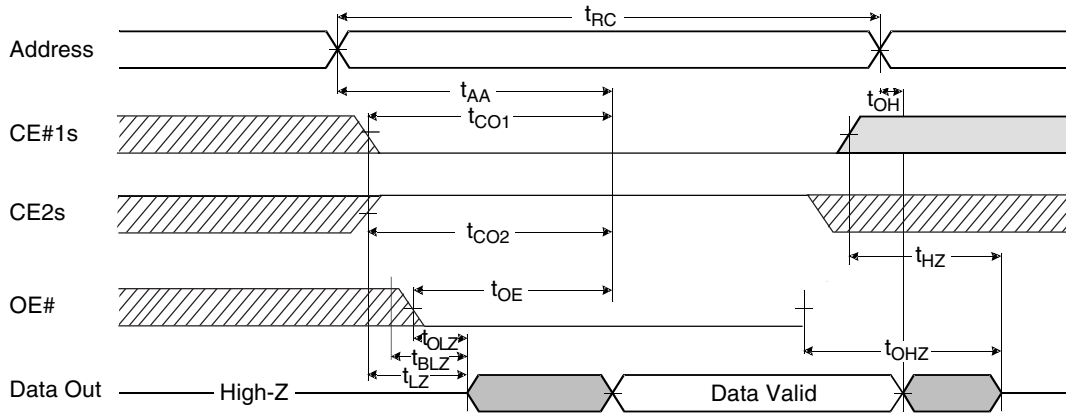 tRC
Address
tAA
tOH
tCO1
CE#1s
CE2s
tCO2
tHZ
tOE
OE#
tOLZ
tBLZ
tOHZ
tLZ
Data Out
High-Z
Data Valid